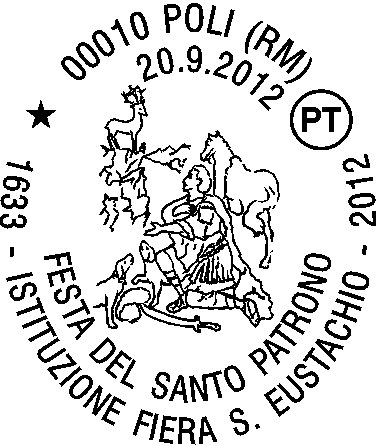 00010 POLI (RM)
20.9.2012
PT
FESTA DEL SANTO PATRONO
1633 - ISTITUZIONE FIERA S. EUSTACHIO - 2012